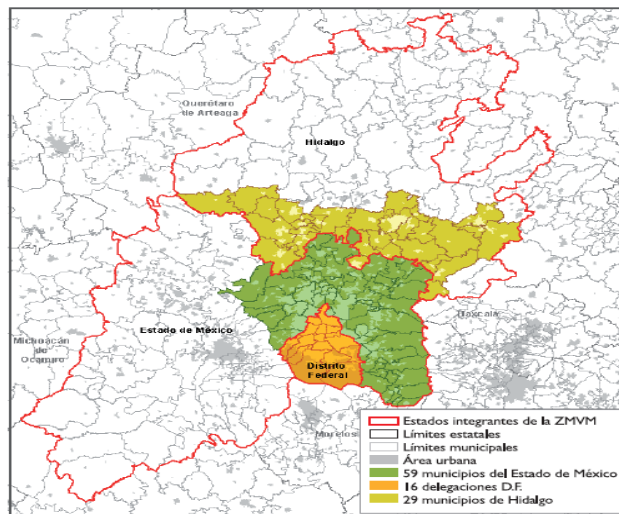 Querétaro
de Arteaga
Hidalgo
Tlaxcala
Estado de México
Michoacán
de
Ocampo
Distrito
Federal
Morelos
Estados integrantes de la ZMVM
Límites estatales
Límites municipales
Área urbana
59 municipios del Estado de México
16 delegaciones D.F.
29 municipios de Hidalgo